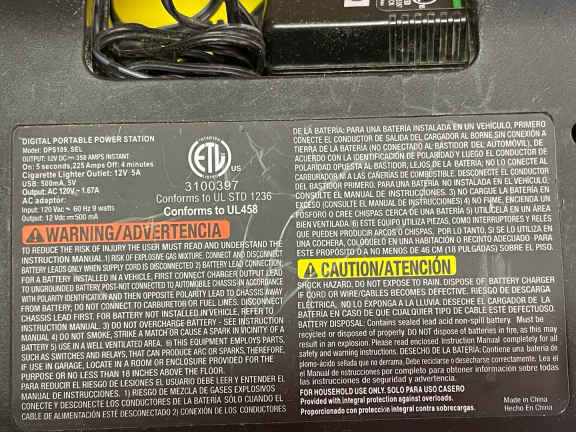 DIGITAL PORTABLE POWER STATION
Model: DPS109, SEL
OUTPUT: 12V DC ⎓ 350 AMPS INSTANT
On; 5 seconds, 225 Amps Off: 4 minutes
Cigarette Lighter Outlet: 12V 5A
USB: 500mA, 5V
Output: AC 120V~ 1.67A
AC adaptor:
Input: 120 Vac ~ 60 Hz 9 watts
Output: 12 Vdc ⎓ 500 mA
ETL
US
3100397
Conforms to UL STD 1236
Conforms to UL458
WARNING/ADVERTENCIA
TO REDUCE THE RISK OF INJURY THE USER MUST READ AND UNDERSTAND THE
INSTRUCTION MANUAL. 1) RISK OF EXPLOSIVE GAS MIXTURE. CONNECT AND DISCONNECT
BATTERY LEADS ONLY WHEN SUPPLY CORD IS DISCONNECTED 2) BATTERY LEAD CONNECTION.
FOR A BATTERY INSTALLED IN A VEHICLE, FIRST CONNECT CHARGER OUTPUT LEAD
TO UNGROUNDED BATTERY POST-NOT CONNECTED TO AUTOMOBILE CHASSIS IN ACCORDANCE
WITH POLARITY IDENTIFICATION AND THEN OPPOSITE POLARITY LEAD TO CHASSIS AWAY
FROM BATTERY; DO NOT CONNECT TO CARBURETOR OR FUEL LINES. DISCONNECT
CHASSIS LEAD FIRST. FOR BATTERY NOT INSTALLED IN VEHICLE, REFER TO
INSTRUCTION MANUAL. 3) DO NOT OVERCHARGE BATTERY - SEE INSTRUCTION
MANUAL 4) DO NOT SMOKE, STRIKE A MATCH OR CAUSE A SPARK IN VICINITY OF A
BATTERY 5) USE IN A WELL VENTILATED AREA. 6) THIS EQUIPMENT EMPLOYS PARTS,
SUCH AS SWITCHES AND RELAYS, THAT CAN PRODUCE ARC OR SPARKS, THEREFORE,
IF USE IN GARAGE, LOCATE IN A ROOM OR ENCLOSURE PROVIDED FOR THE
PURPOSE OR NO LESS THAN 18 INCHES ABOVE THE FLOOR.
PARA REDUCIR EL RIESGO DE LESIONES EL USUARIO DEBE LEER Y ENTENDER EL
MANUAL DE INSTRUCCIONES. 1) RIESGO DE MEZCLA DE GASES EXPLOSIVOS
CONECTE Y DESCONECTE LOS CONDUCTORES DE LA BATERÍA SÓLO CUANDO EL
CABLE DE ALIMENTACIÓN ESTÉ DESCONECTADO 2) CONEXIÓN DE LOS CONDUCTORES
DE LA BATERÍA: PARA UNA BATERÍA INSTALADA EN UN VEHÍCULO, PRIMERO
CONECTE EL CONDUCTOR DE SALIDA DEL CARGADOR AL BORNE SIN CONEXIÓN A
TIERRA DE LA BATERÍA (NO CONECTADO AL BASTIDOR DEL AUTOMÓVIL), DE
ACUERDO CON LA IDENTIFICACIÓN DE POLARIDAD Y LUEGO EL CONDUCTOR DE
POLARIDAD OPUESTA AL BASTIDOR, LEJOS DE LA BATERÍA; NO LO CONECTE AL
CARBURADOR NI A LAS CAÑERÍAS DE COMBUSTIBLE. DESCONECTE EL CONDUCTOR
DEL BASTIDOR PRIMERO. PARA UNA BATERÍA NO INSTALADA EN EL VEHÍCULO,
CONSULTE EL MANUAL DE INSTRUCCIONES. 3) NO CARGUE LA BATERÍA EN
EXCESO (CONSULTE EL MANUAL DE INSTRUCCIONES) 4) NO FUME, ENCIENDA UN
FÓSFORO O CREE CHISPAS CERCA DE UNA BATERÍA 5) UTILÍCELA EN UN ÁREA
BIEN VENTILADA. 6) ESTE EQUIPO UTILIZA PIEZAS, COMO INTERRUPTORES Y RELÉS
QUE PUEDEN PRODUCIR ARCOS O CHISPAS, POR LO TANTO, SI SE LO UTILIZA EN
UNA COCHERA, COLÓQUELO EN UNA HABITACIÓN O RECINTO ADECUADO PARA
ESTE PROPÓSITO O A NO MENOS DE 46 CM (18 PULGADAS) SOBRE EL PISO.
CAUTION/ATENCIÓN
SHOCK HAZARD, DO NOT EXPOSE TO RAIN. DISPOSE OF BATTERY CHARGER
IF CORD OR WIRE/CABLES BECOMES DEFECTIVE. RIESGO DE DESCARGA
ELÉCTRICA, NO LO EXPONGA A LA LLUVIA. DESECHE EL CARGADOR DE LA
BATERÍA EN CASO DE QUE CUALQUIER TIPO DE CABLE ESTÉ DEFECTUOSO.
BATTERY DISPOSAL: Contains sealed lead acid non-spill battery. Must be
recycled or disposed of properly. DO NOT dispose of batteries in fire, as this may
result in an explosion. Please read enclosed Instruction Manual completely for all
safety and warning instructions. DESECHO DE LA BATERÍA: Contiene una batería de
plomo-ácido sellada que no derrama. Debe reciclarse o desecharse correctamente. Lea el
el Manual de instrucciones por completo para obtener información sobre todas
las instrucciones de seguridad y advertencia.
FOR HOUSEHOLD USE ONLY, SOLO PARA USO CASERO
Provided with integral protection against overloads.
Proporcionado con protección integral contra sobrecargas.
Made in China
Hecho En China